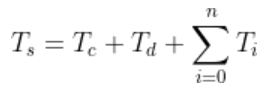 $T_s = T_c + T_d + \sum_{i=0}^{n} T_i$